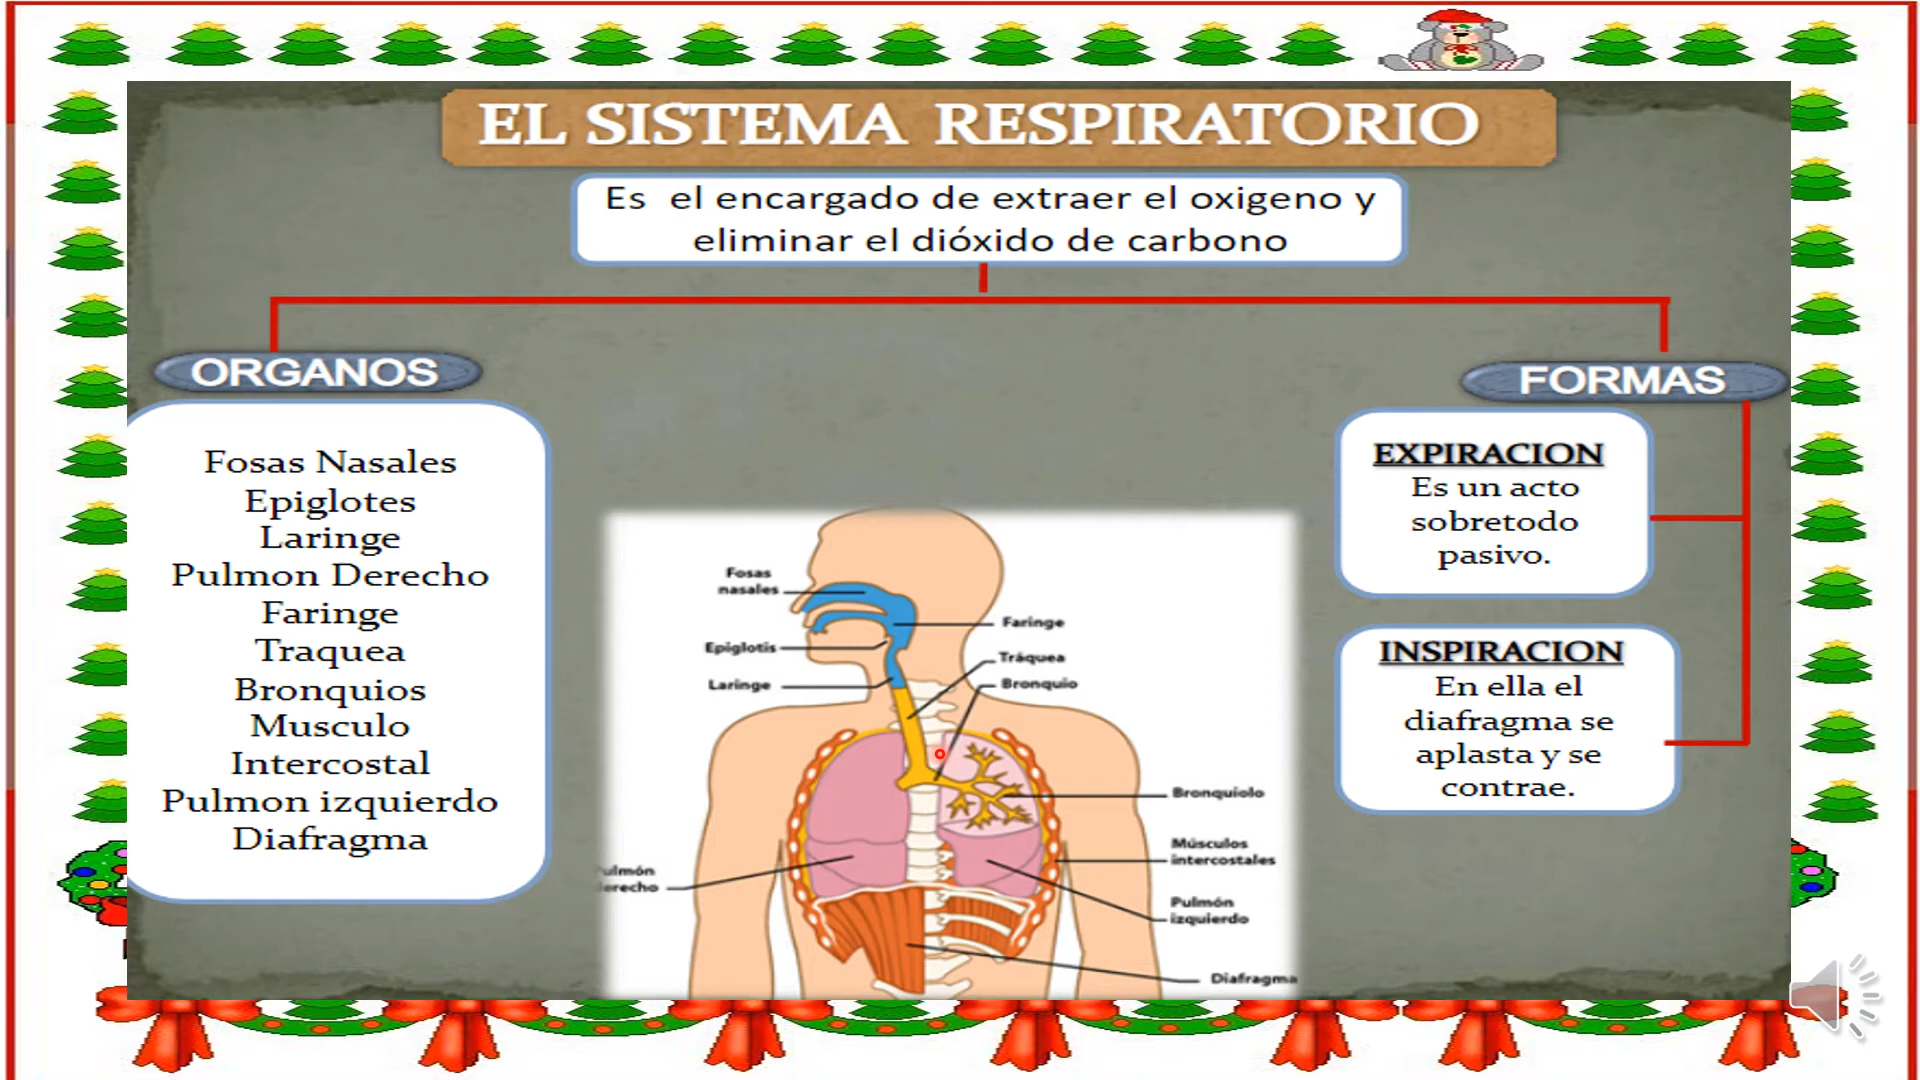 EL SISTEMA RESPIRATORIO
Es el encargado de extraer el oxigeno y
eliminar el dióxido de carbono
ORGANOS
Fosas Nasales
Epiglotes
Laringe
Pulmon Derecho
Faringe
Traquea
Bronquios
Musculo
Intercostal
Pulmon izquierdo
Diafragma
Fosas
nasales
Epiglotis
Laringe
Faringe
Tráquea
Bronquio
Bronquiolo
Músculos
intercostales
Pulmón
izquierdo
Diafragma
ulmón
erecho
FORMAS
EXPIRACION
Es un acto
sobretodo
pasivo.
INSPIRACION
En ella el
diafragma se
aplasta y se
contrae.